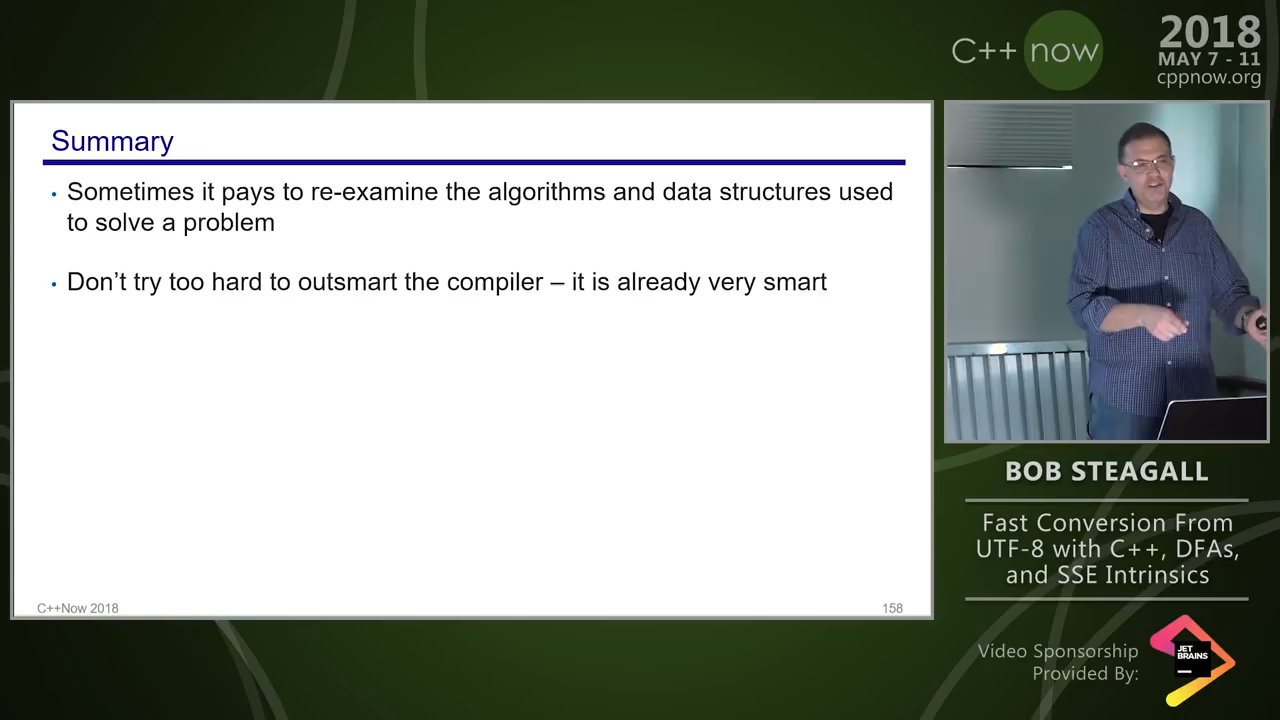 C++ now
2018
MAY 7 - 11
cppnow.org
Summary
• Sometimes it pays to re-examine the algorithms and data structures used
to solve a problem
• Don’t try too hard to outsmart the compiler – it is already very smart
C++Now 2018
158
BOB STEAGALL
Fast Conversion From
UTF-8 with C++, DFAs,
and SSE Intrinsics
Video Sponsorship
Provided By:
JET
BRAINS